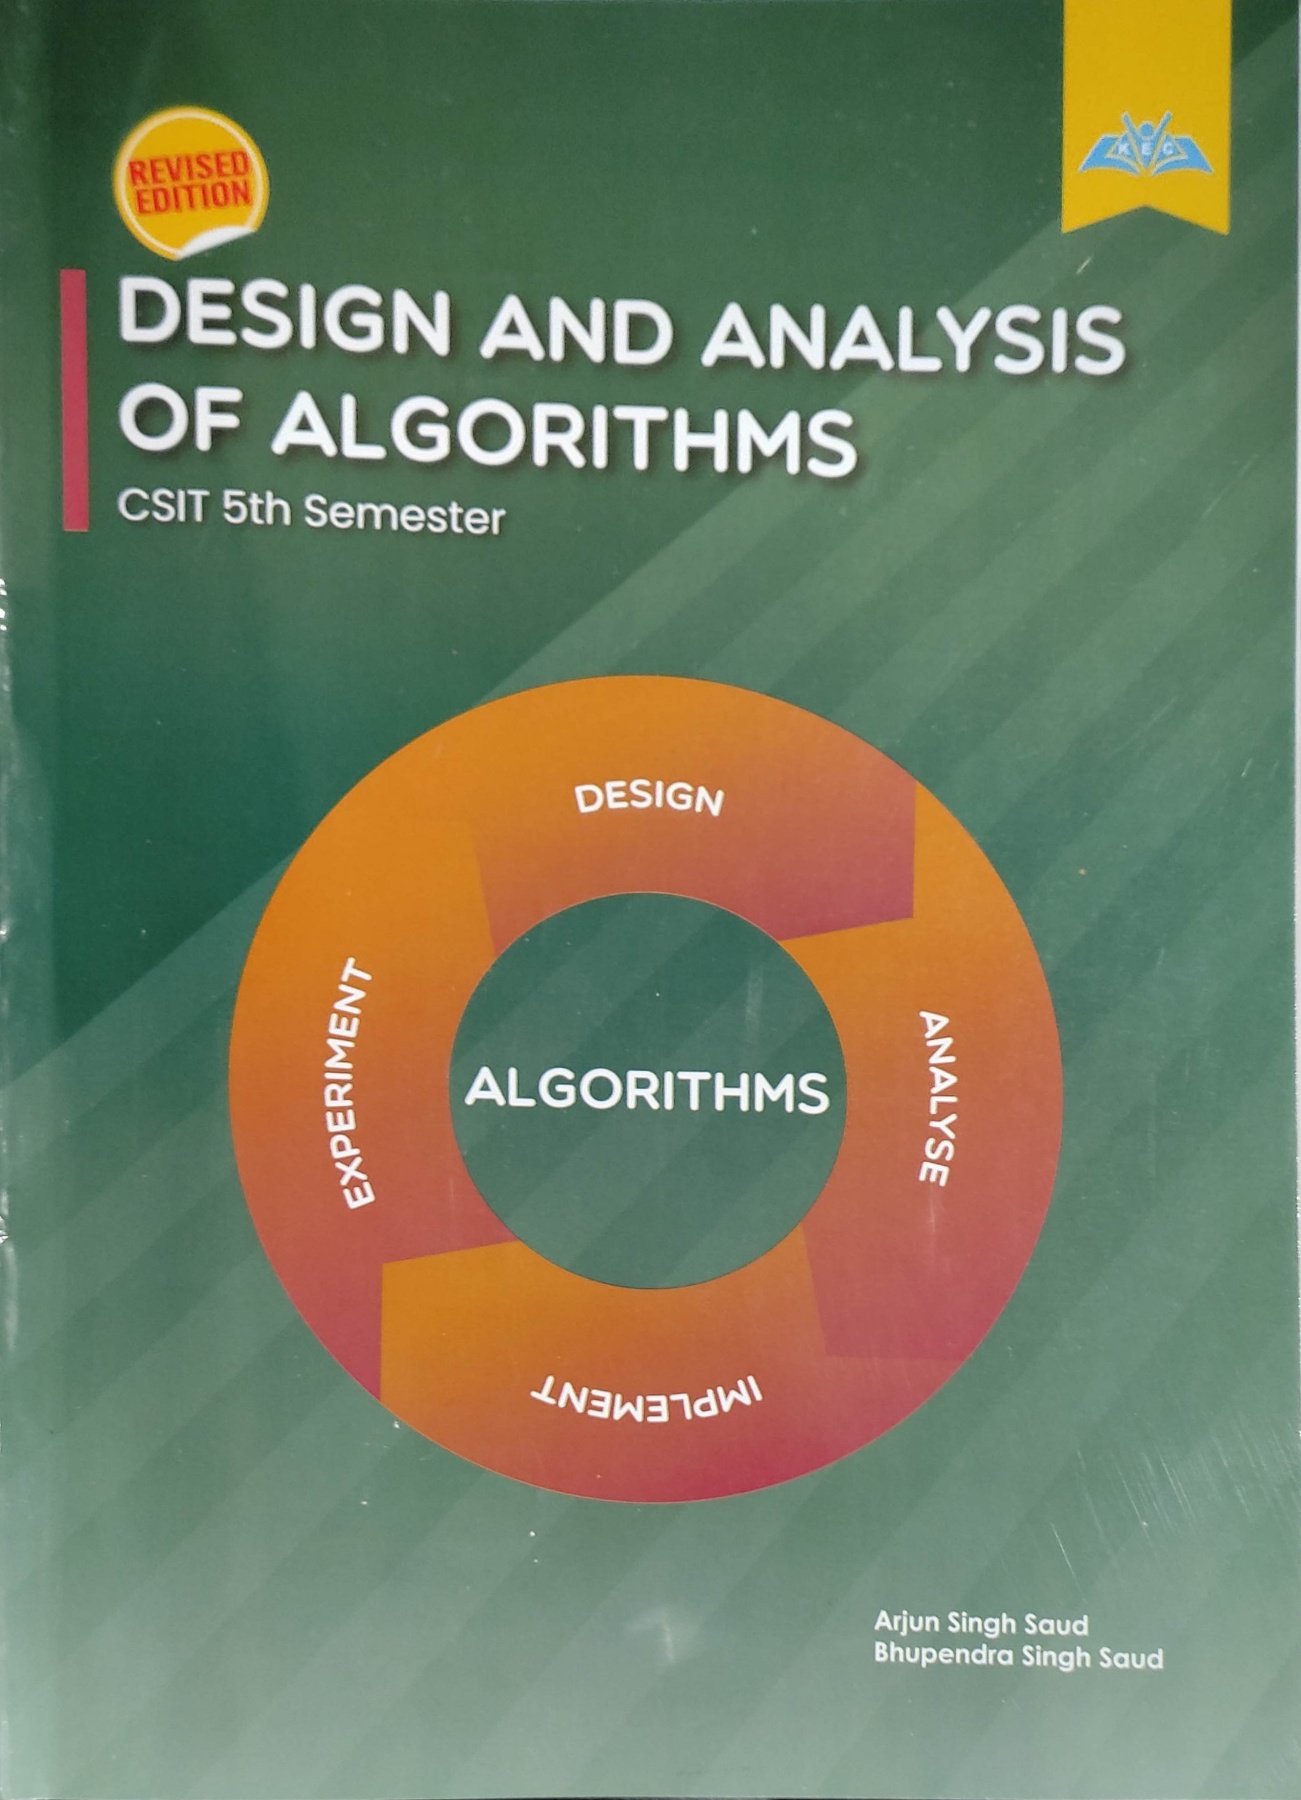 REVISED
EDITION
KEC
DESIGN AND ANALYSIS
OF ALGORITHMS
CSIT 5th Semester
DESIGN
ANALYSE
IMPLEMENT
EXPERIMENT
ALGORITHMS
Arjun Singh Saud
Bhupendra Singh Saud